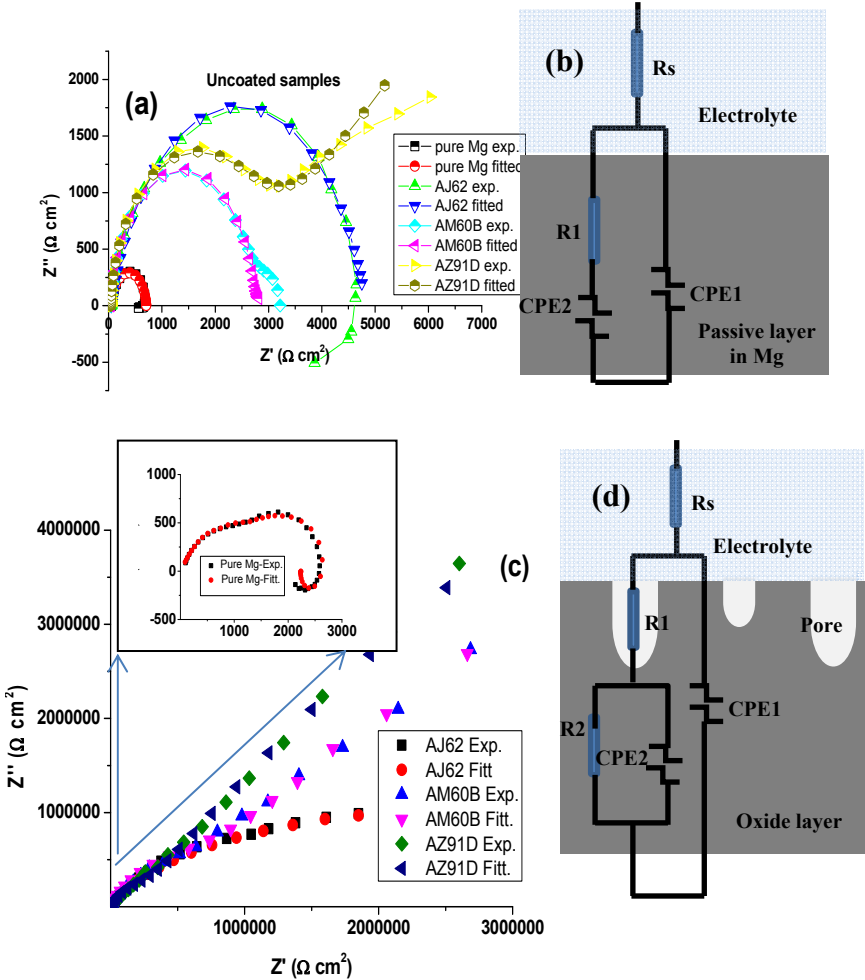 Uncoated samples
(a)
2000
1500
1000
500
0
-500
Z'' (Ω cm²)
0
1000
2000
3000
4000
5000
6000
7000
Z' (Ω cm²)
pure Mg exp.
pure Mg fitted
AJ62 exp.
AJ62 fitted
AM60B exp.
AM60B fitted
AZ91D exp.
AZ91D fitted
(b)
Rs
Electrolyte
R1
CPE2
CPE1
Passive layer
in Mg
1000
500
0
-500
1000
2000
3000
Pure Mg-Exp.
Pure Mg-Fitt.
(c)
4000000
3000000
2000000
1000000
Z'' (Ω cm²)
1000000
2000000
3000000
Z' (Ω cm²)
AJ62 Exp.
AJ62 Fitt
AM60B Exp.
AM60B Fitt.
AZ91D Exp.
AZ91D Fitt.
(d)
Rs
Electrolyte
R1
Pore
R2
CPE2
CPE1
Oxide layer